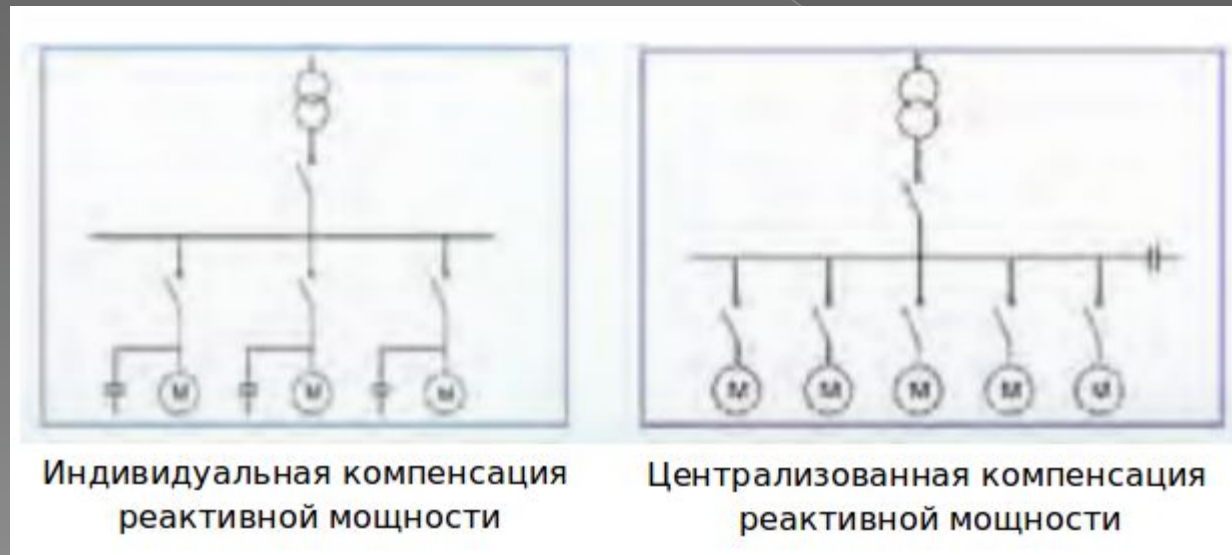 М М М
М М М М М
Индивидуальная компенсация
реактивной мощности
Централизованная компенсация
реактивной мощности